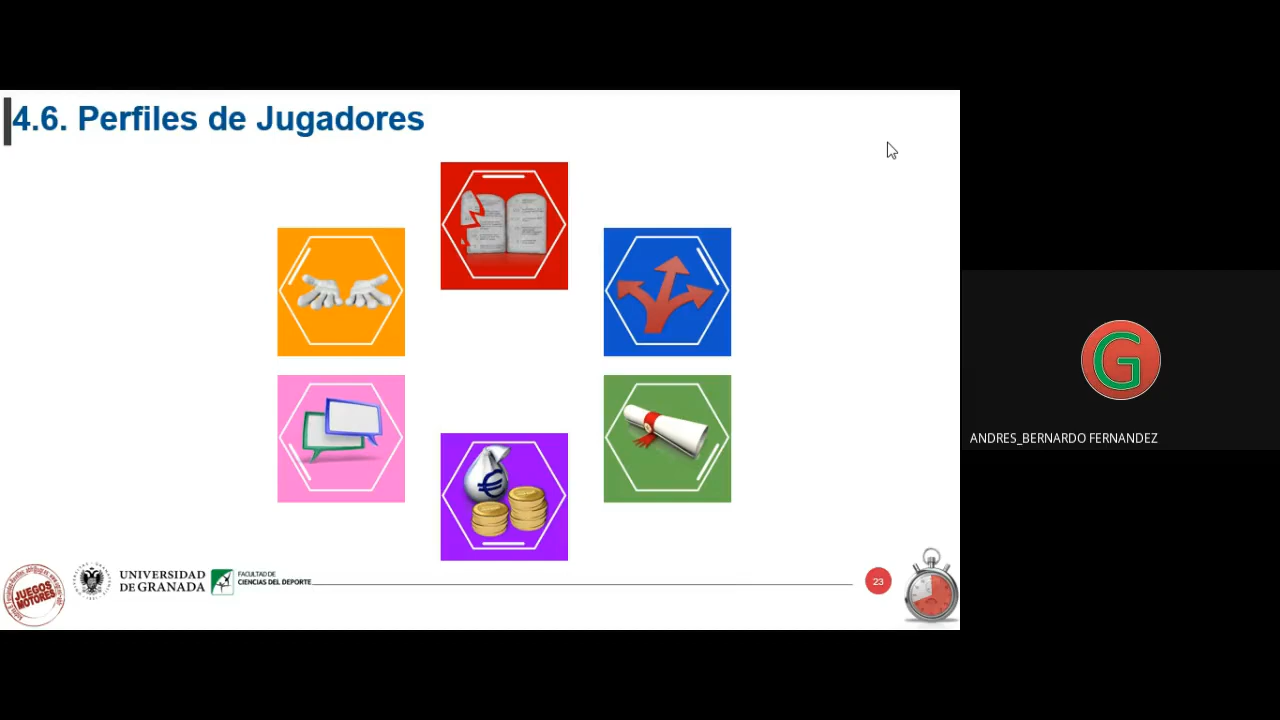 4.6. Perfiles de Jugadores
€
G
ANDRES_BERNARDO FERNANDEZ
JUEGOS
MOTORES
UNIVERSIDAD
DE GRANADA
FACULTAD DE
CIENCIAS DEL DEPORTE
23